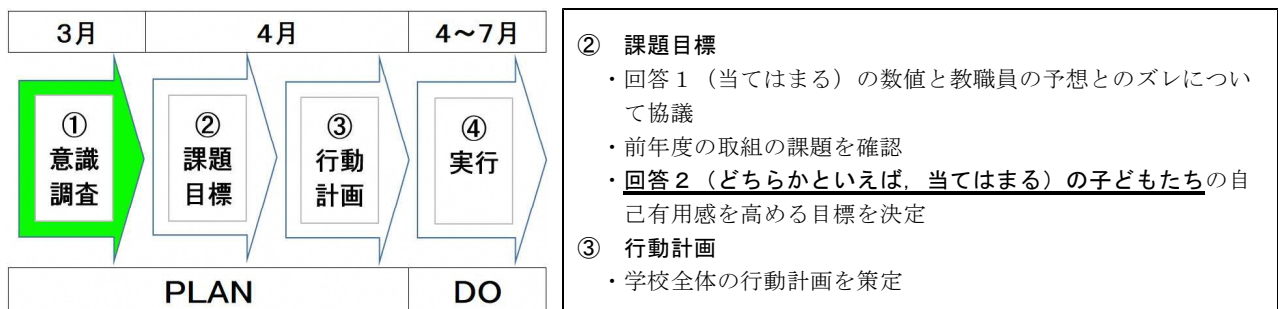 3月 4月 4～7月
①
意識
調査
②
課題
目標
③
行動
計画
④
実行
PLAN DO
② 課題目標
・回答１（当てはまる）の数値と教職員の予想とのズレについ
て協議
・前年度の取組の課題を確認
・回答２（どちらかといえば，当てはまる）の子どもたちの自
己有用感を高める目標を決定
③ 行動計画
・学校全体の行動計画を策定